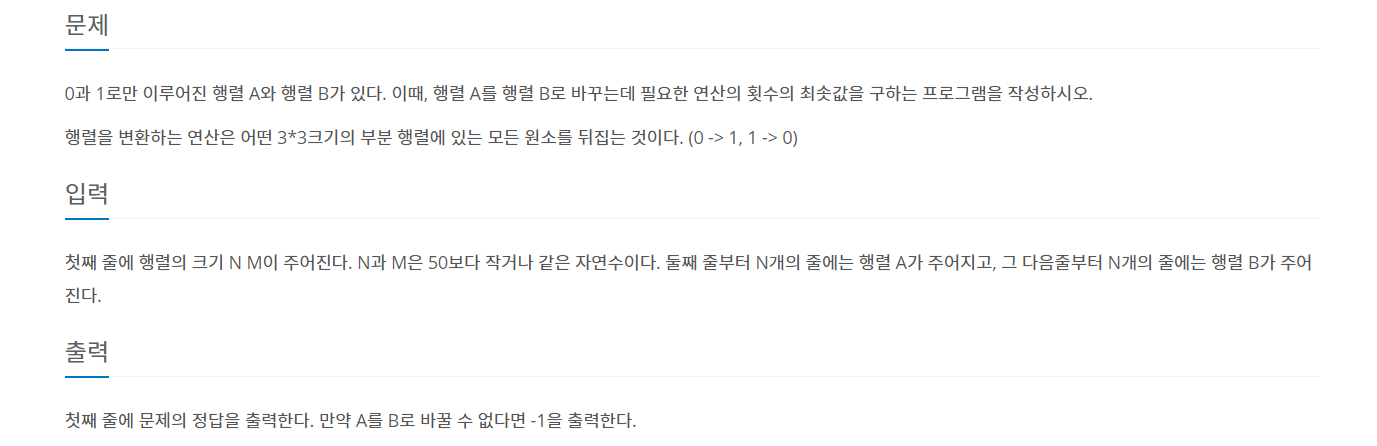 문제
0과 1로만 이루어진 행렬 A와 행렬 B가 있다. 이때, 행렬 A를 행렬 B로 바꾸는데 필요한 연산의 횟수의 최솟값을 구하는 프로그램을 작성하시오.
행렬을 변환하는 연산은 어떤 3*3크기의 부분 행렬에 있는 모든 원소를 뒤집는 것이다. (0 -> 1, 1 -> 0)
입력
첫째 줄에 행렬의 크기 N M이 주어진다. N과 M은 50보다 작거나 같은 자연수이다. 둘째 줄부터 N개의 줄에는 행렬 A가 주어지고, 그 다음줄부터 N개의 줄에는 행렬 B가 주어
진다.
출력
첫째 줄에 문제의 정답을 출력한다. 만약 A를 B로 바꿀 수 없다면 -1을 출력한다.